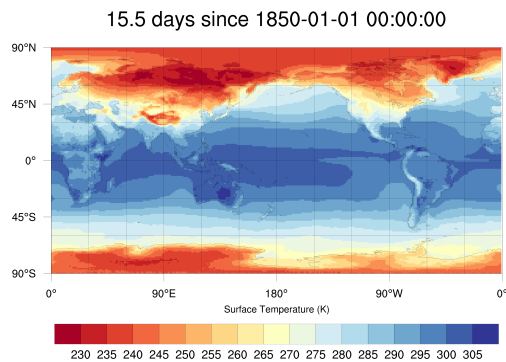 15.5 days since 1850-01-01 00:00:00
90°N
45°N
0°
45°S
90°S
0° 90°E 180° 90°W 0°
Surface Temperature (K)
230 235 240 245 250 255 260 265 270 275 280 285 290 295 300 305